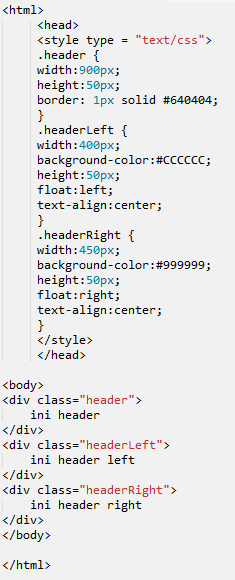 <html>
<head>
<style type = "text/css">
.header {
width:900px;
height:50px;
border: 1px solid #640404;
}
.headerLeft {
width:400px;
background-color:#CCCCCC;
height:50px;
float:left;
text-align:center;
}
.headerRight {
width:450px;
background-color:#999999;
height:50px;
float:right;
text-align:center;
}
</style>
</head>
<body>
<div class="header">
ini header
</div>
<div class="headerLeft">
ini header left
</div>
<div class="headerRight">
ini header right
</div>
</body>
</html>